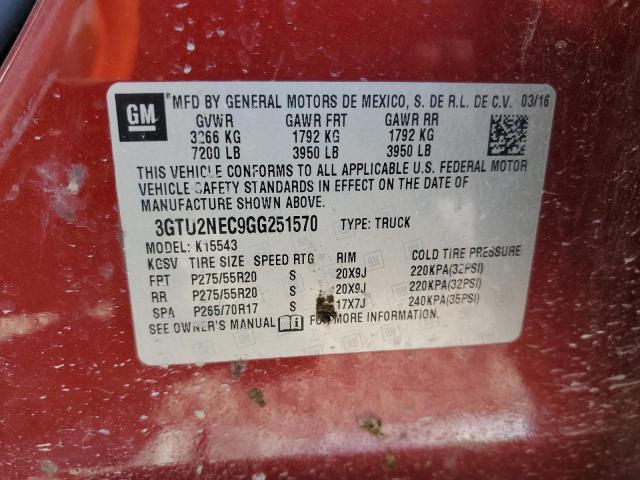 GM
MFD BY GENERAL MOTORS DE MEXICO, S. DE R.L. DE C.V. 03/16
GVWR GAWR FRT GAWR RR
3266 KG 1792 KG 1792 KG
7200 LB 3950 LB 3950 LB
THIS VEHICLE CONFORMS TO ALL APPLICABLE U.S. FEDERAL MOTOR
VEHICLE SAFETY STANDARDS IN EFFECT ON THE DATE OF
MANUFACTURE SHOWN ABOVE.
3GTU2NEC9GG251570 TYPE: TRUCK
MODEL: K15543
KGSV TIRE SIZE SPEED RTG RIM COLD TIRE PRESSURE
FRT P275/55R20 S 20X9J 220KPA(32PSI)
RR P275/55R20 S 20X9J 220KPA(32PSI)
SPA P265/70R17 S 17X7J 240KPA(35PSI)
SEE OWNER'S MANUAL FOR MORE INFORMATION.